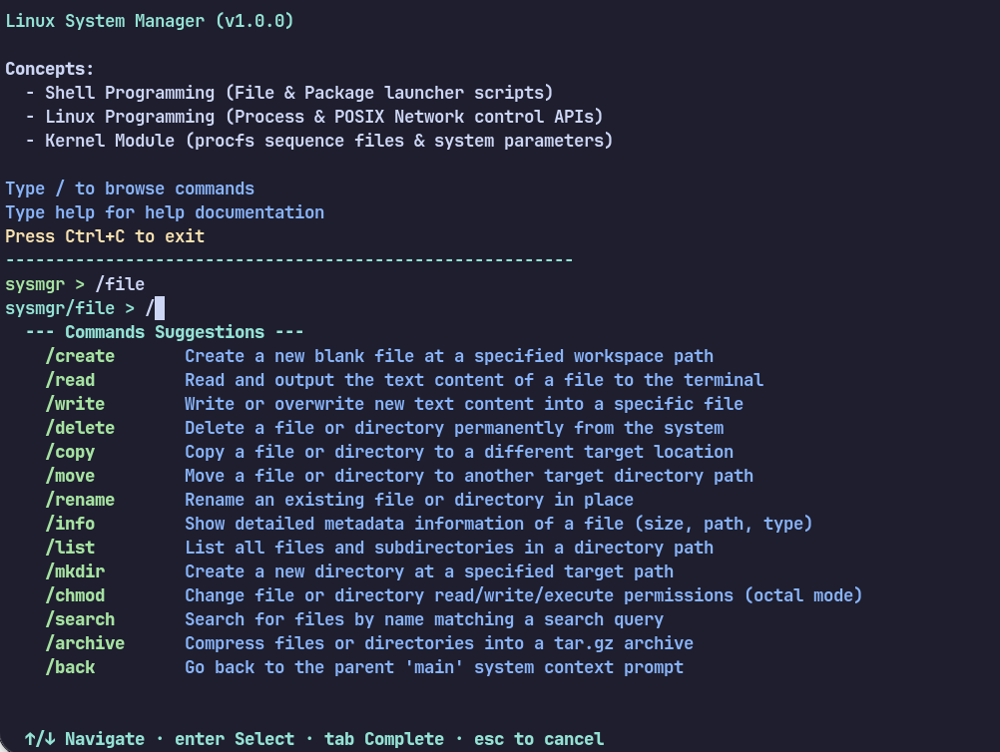 Linux System Manager (v1.0.0)
Concepts:
- Shell Programming (File & Package launcher scripts)
- Linux Programming (Process & POSIX Network control APIs)
- Kernel Module (procfs sequence files & system parameters)
Type / to browse commands
Type help for help documentation
Press Ctrl+C to exit
---------------------------------------------------------
sysmgr > /file
sysmgr/file > /
--- Commands Suggestions ---
/create Create a new blank file at a specified workspace path
/read Read and output the text content of a file to the terminal
/write Write or overwrite new text content into a specific file
/delete Delete a file or directory permanently from the system
/copy Copy a file or directory to a different target location
/move Move a file or directory to another target directory path
/rename Rename an existing file or directory in place
/info Show detailed metadata information of a file (size, path, type)
/list List all files and subdirectories in a directory path
/mkdir Create a new directory at a specified target path
/chmod Change file or directory read/write/execute permissions (octal mode)
/search Search for files by name matching a search query
/archive Compress files or directories into a tar.gz archive
/back Go back to the parent 'main' system context prompt
↑/↓ Navigate · enter Select · tab Complete · esc to cancel